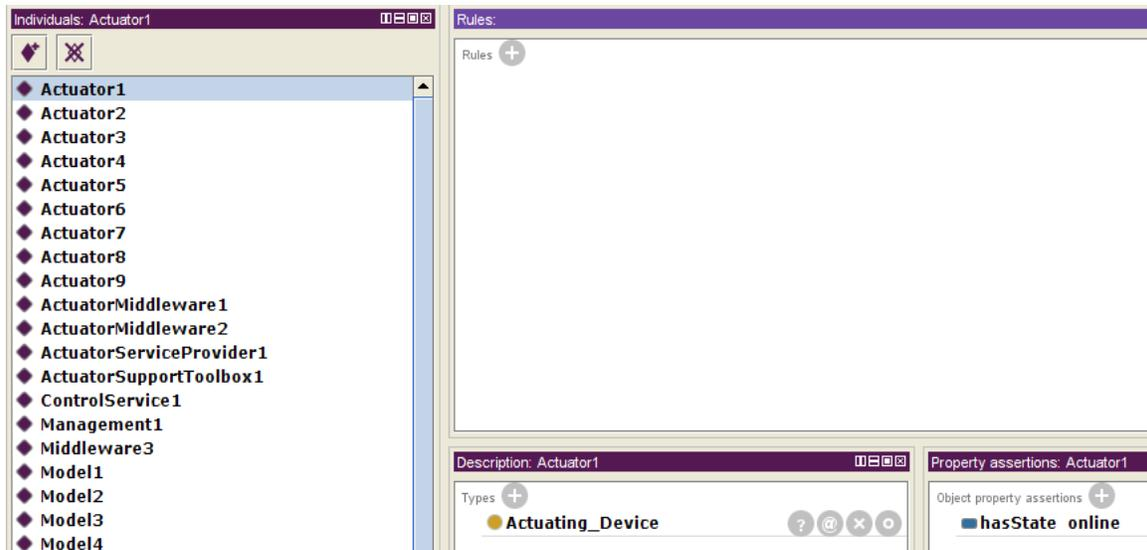 Individuals: Actuator1
Actuator1
Actuator2
Actuator3
Actuator4
Actuator5
Actuator6
Actuator7
Actuator8
Actuator9
ActuatorMiddleware1
ActuatorMiddleware2
ActuatorServiceProvider1
ActuatorSupportToolbox1
ControlService1
Management1
Middleware3
Model1
Model2
Model3
Model4
Rules:
Rules
Description: Actuator1
Types
Actuating_Device
Property assertions: Actuator1
Object property assertions
hasState online